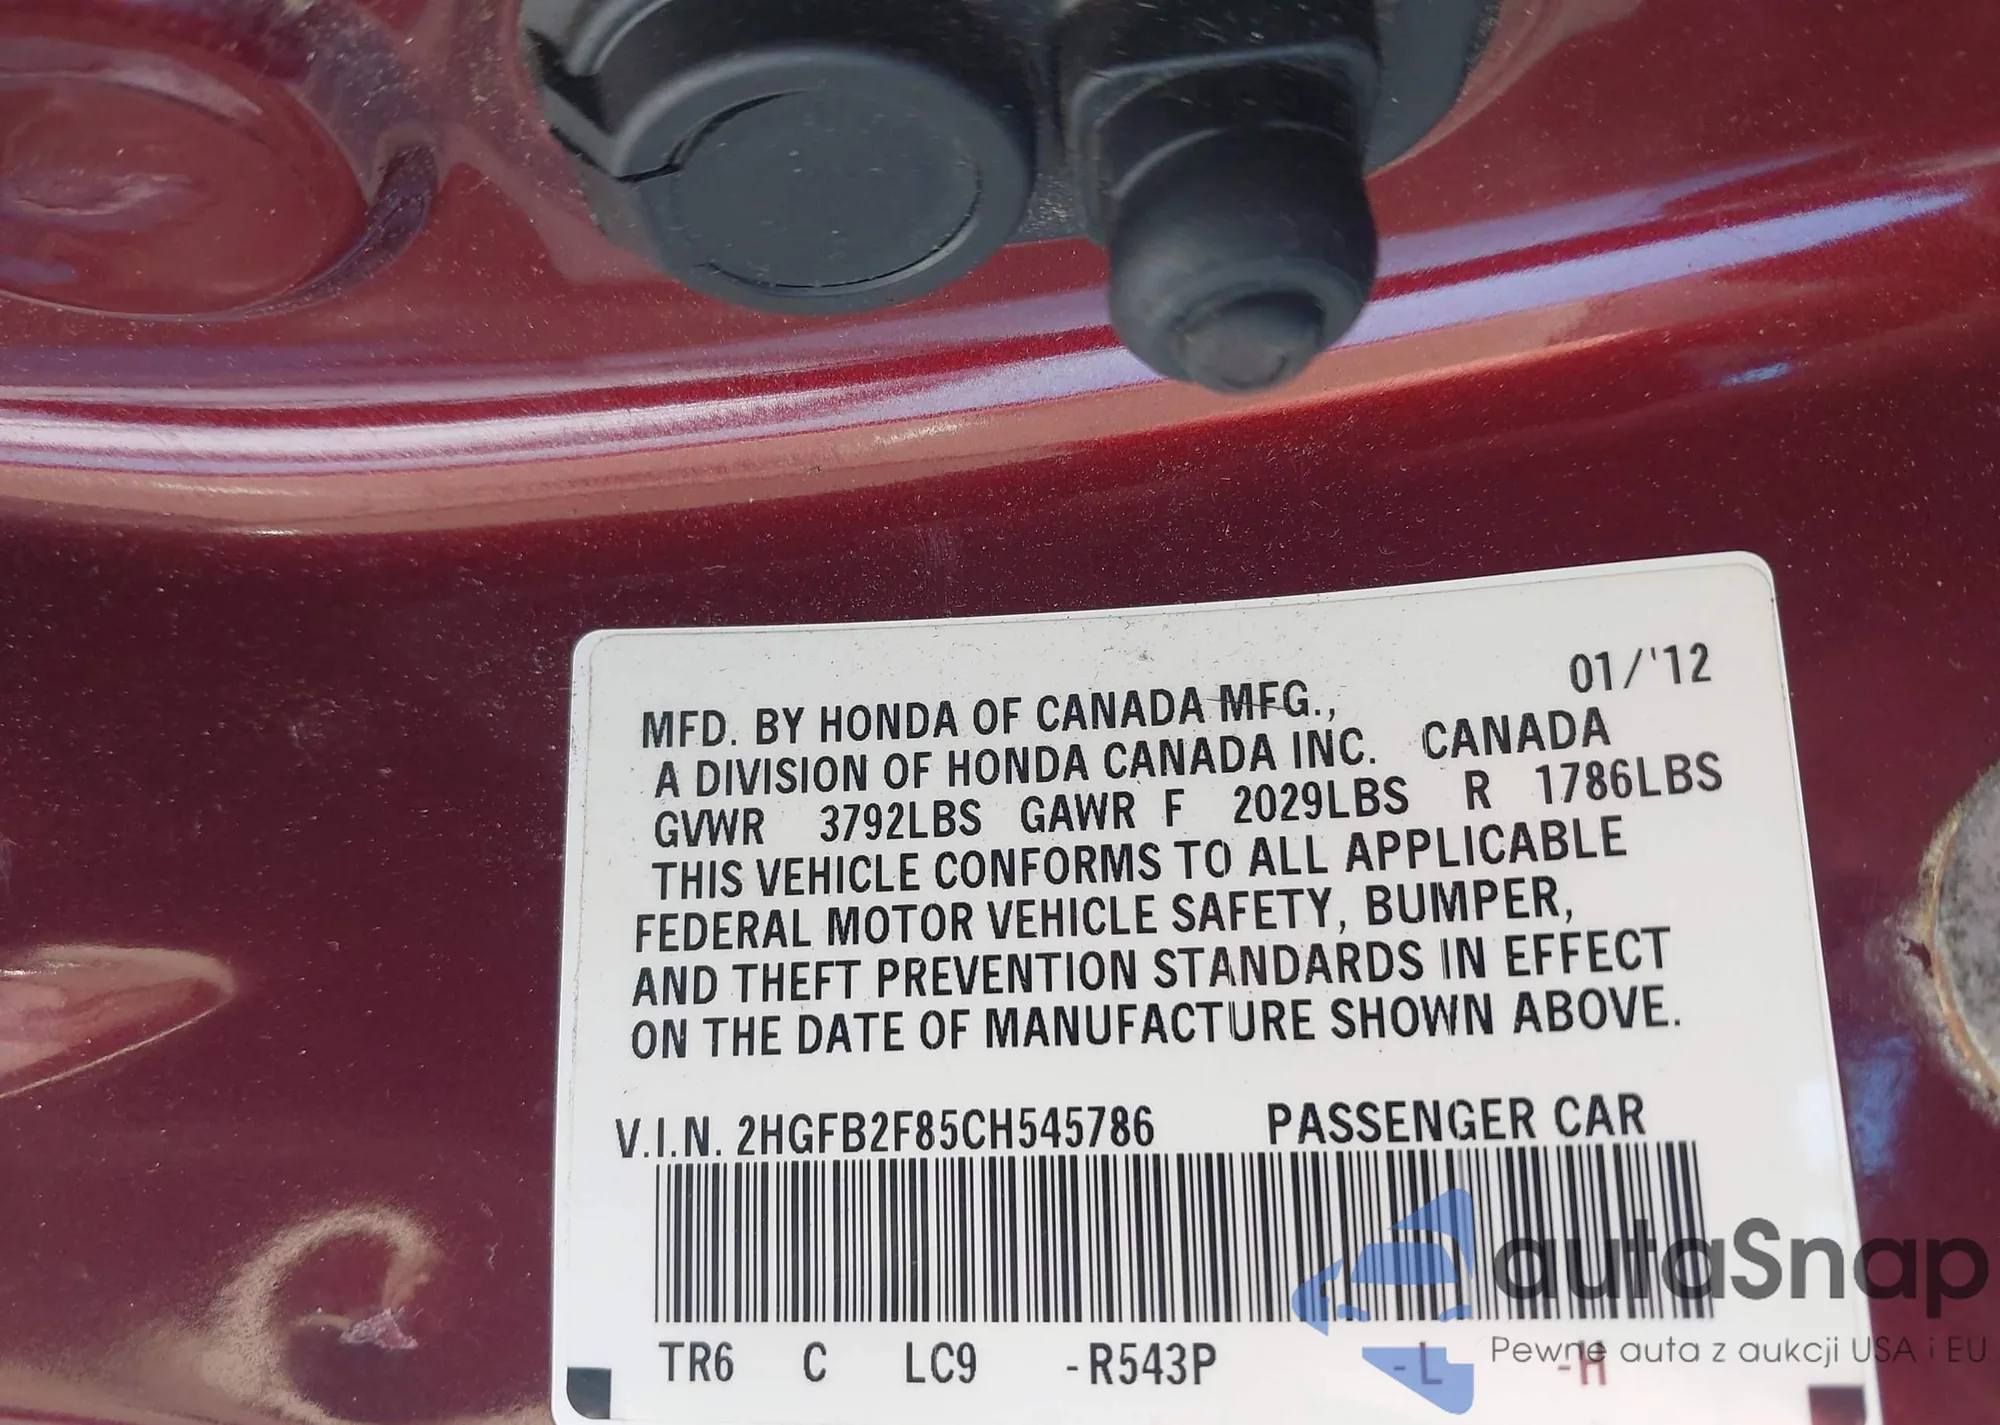 01/'12
MFD. BY HONDA OF CANADA MFG.,
A DIVISION OF HONDA CANADA INC. CANADA
GVWR 3792LBS GAWR F 2029LBS R 1786LBS
THIS VEHICLE CONFORMS TO ALL APPLICABLE
FEDERAL MOTOR VEHICLE SAFETY, BUMPER,
AND THEFT PREVENTION STANDARDS IN EFFECT
ON THE DATE OF MANUFACTURE SHOWN ABOVE.
V.I.N. 2HGFB2F85CH545786 PASSENGER CAR
TR6 C LC9 -R543P -L -H
autaSnap
Pewne auta z aukcji USA i EU